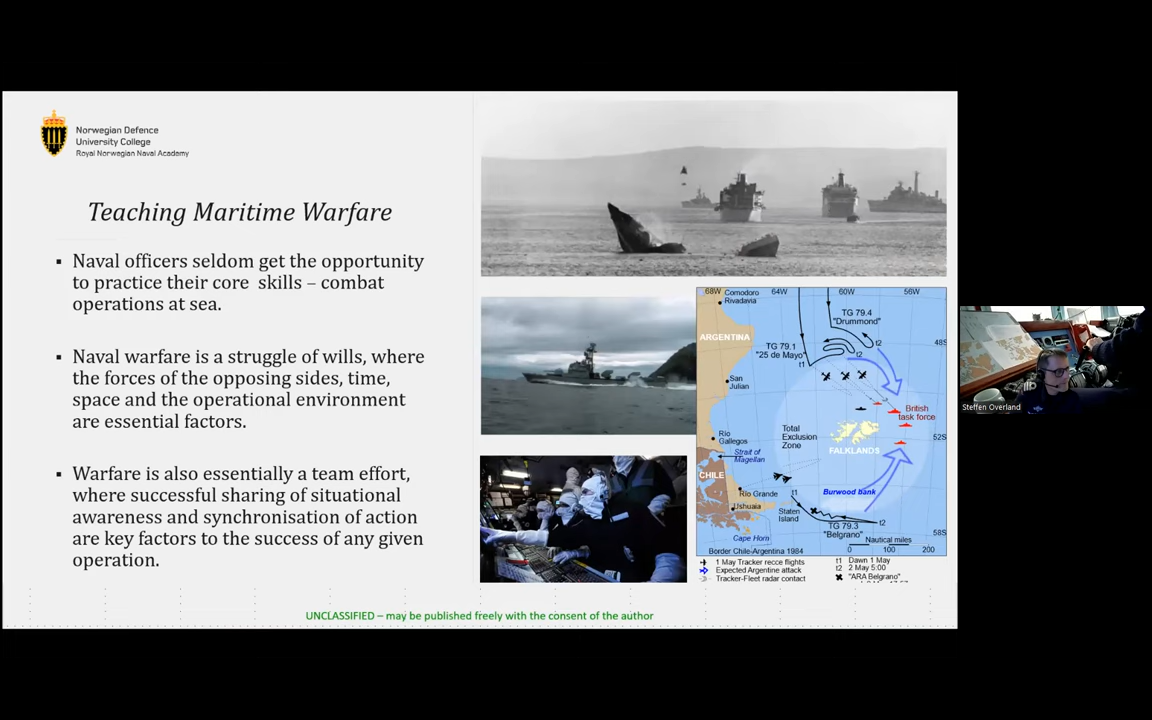 Norwegian Defence
University College
Royal Norwegian Naval Academy
Teaching Maritime Warfare
▪ Naval officers seldom get the opportunity
to practice their core skills – combat
operations at sea.
▪ Naval warfare is a struggle of wills, where
the forces of the opposing sides, time,
space and the operational environment
are essential factors.
▪ Warfare is also essentially a team effort,
where successful sharing of situational
awareness and synchronisation of action
are key factors to the success of any given
operation.
68W 64W 60W 56W
Comodoro
Rivadavia
TG 79.4
"Drummond"
ARGENTINA
48S
TG 79.1
"25 de Mayo"
t2
t2
t1
San
Julian
British
task force
Total
Exclusion
Zone
Río
Gallegos
52S
FALKLANDS
Strait of
Magellan
CHILE
Río Grande
t1
Burwood bank
Ushuaia
Staten
Island
t2
TG 79.3
"Belgrano"
58S
Cape Horn
Nautical miles
0 100 200
Border Chile-Argentina 1984
1 May Tracker recce flights
Expected Argentine attack
Tracker-Fleet radar contact
t1 Dawn 1 May
t2 2 May 5:00
"ARA Belgrano"
Steffen Overland
UNCLASSIFIED – may be published freely with the consent of the author